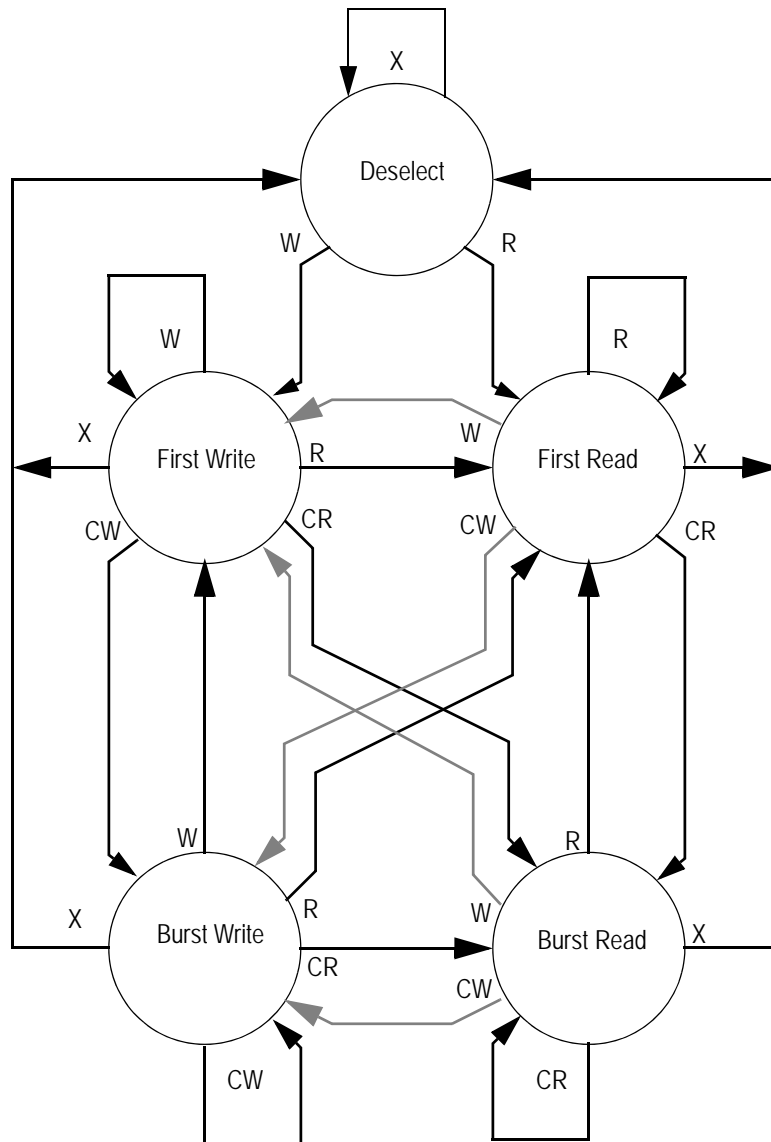 X
Deselect
W
R
W
R
X
W
First Write
R
First Read
X
CW
CR
CW
CR
W
R
X
R
W
Burst Write
Burst Read
X
CR
CW
CW
CR